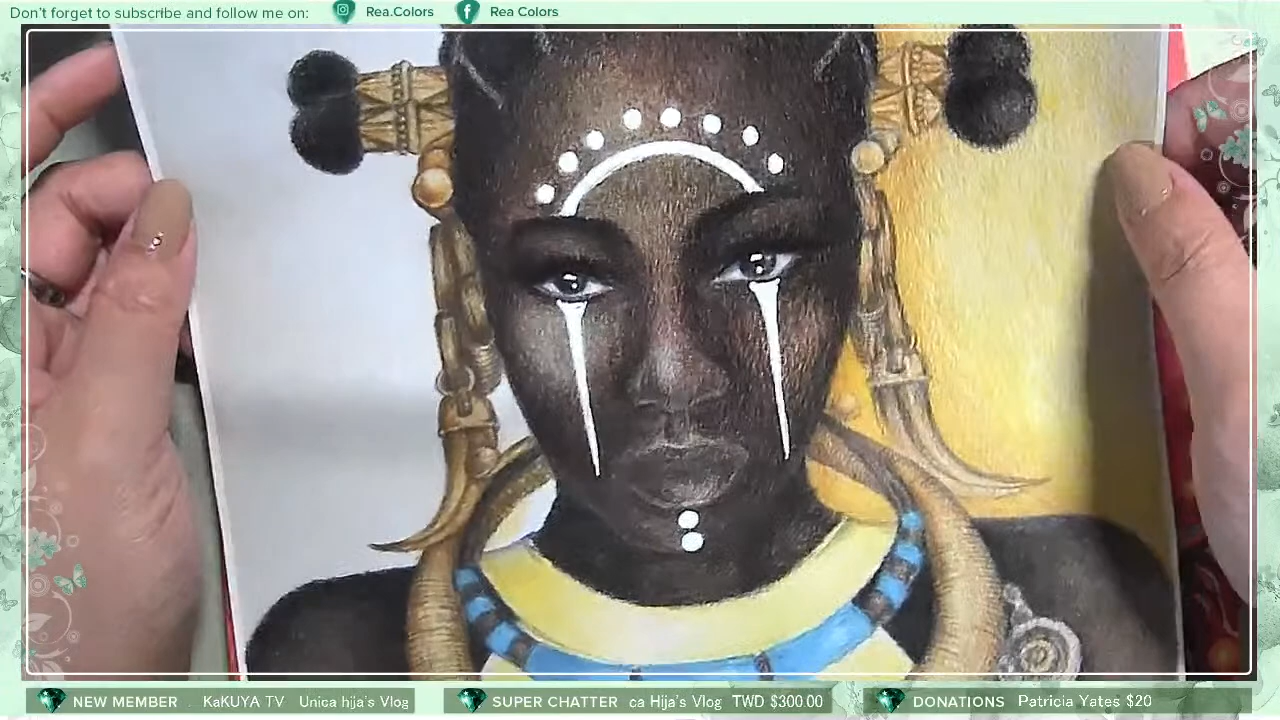 Don't forget to subscribe and follow me on: Rea.Colors Rea Colors
NEW MEMBER KaKUYA TV Unica hija's Vlog SUPER CHATTER ca Hija's Vlog TWD $300.00 DONATIONS Patricia Yates $20